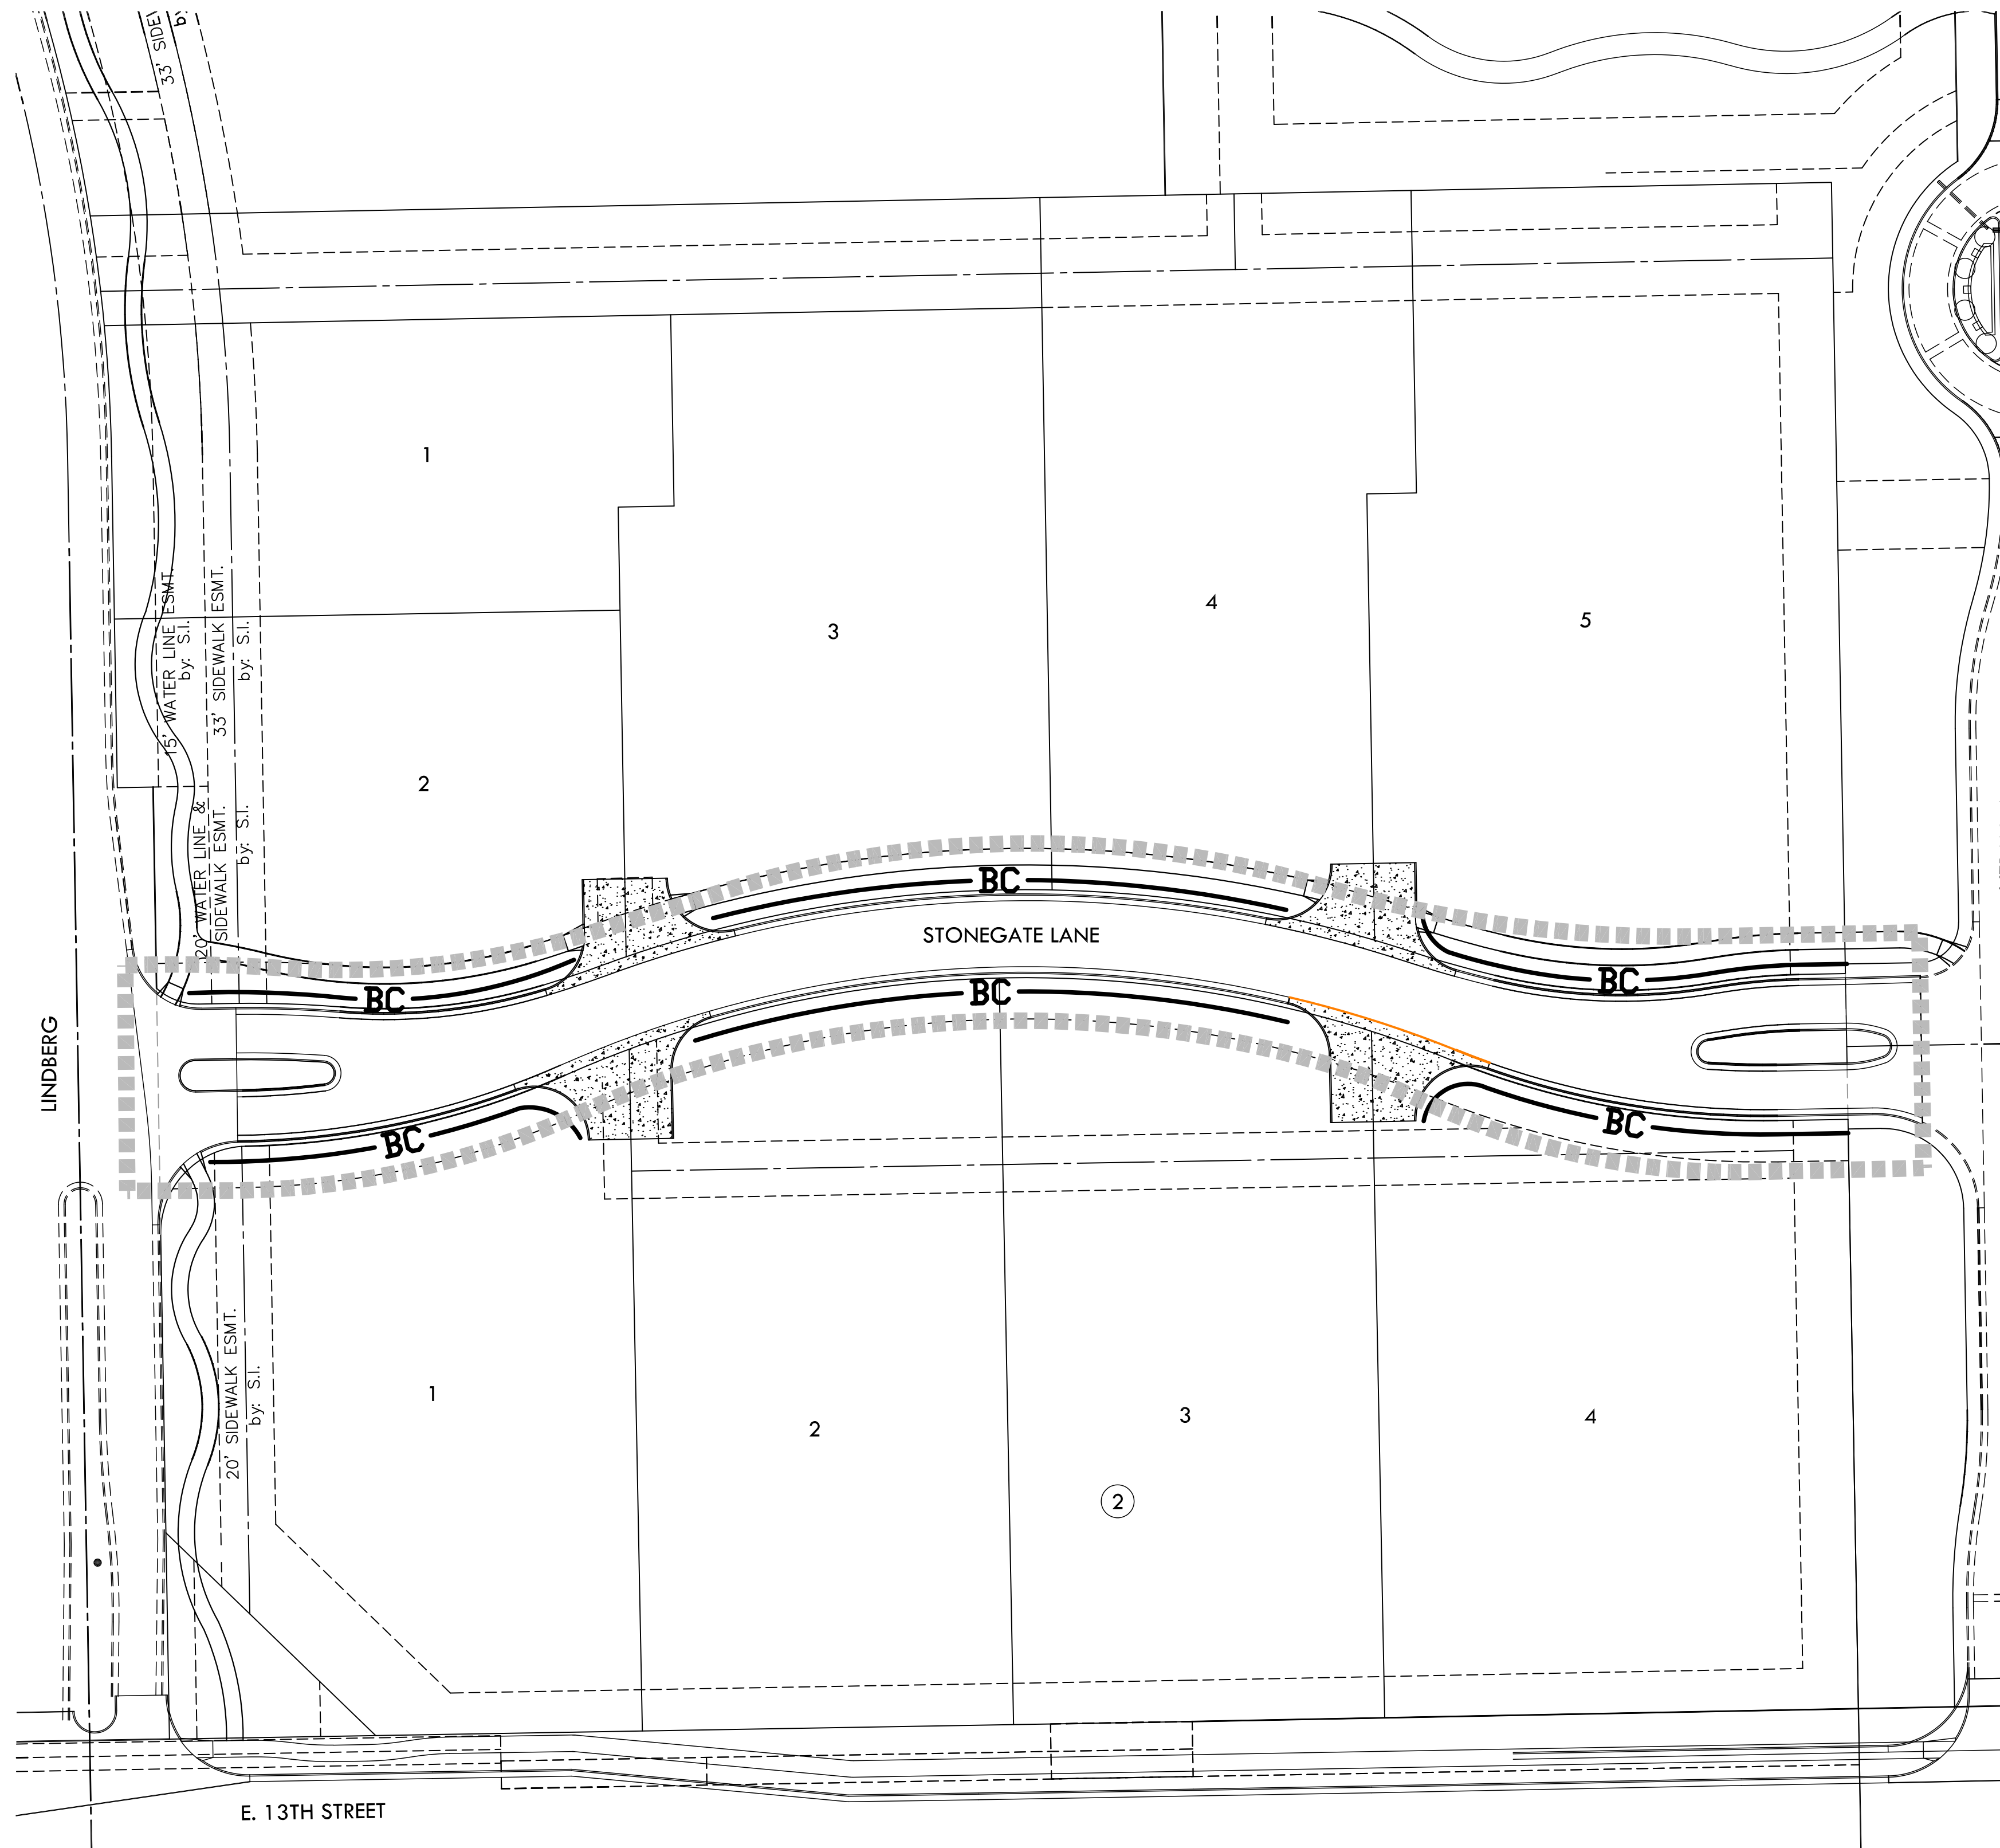 33' SIDEW
by
1
4
5
3
15' WATER LINE ESMT.
by: S.I.
33' SIDEWALK ESMT.
by: S.I.
2
20' WATER LINE &
SIDEWALK ESMT.
by: S.I.
BC
STONEGATE LANE
BC
BC
BC
LINDBERG
BC
BC
20' SIDEWALK ESMT.
by: S.I.
1
2
3
4
2
E. 13TH STREET